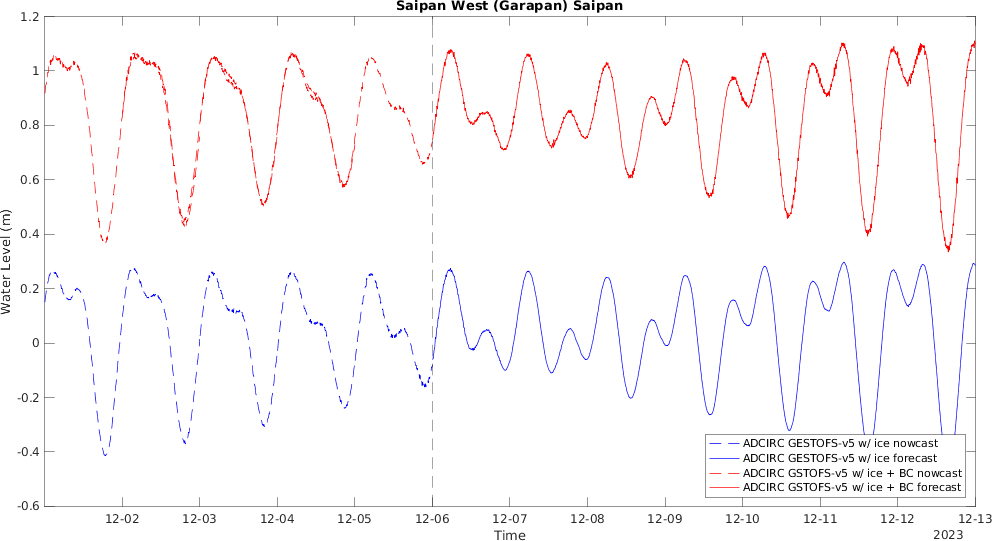 Saipan West (Garapan) Saipan
1.2
1
0.8
0.6
0.4
0.2
0
-0.2
-0.4
-0.6
Water Level (m)
ADCIRC GESTOFS-v5 w/ ice nowcast
ADCIRC GESTOFS-v5 w/ ice forecast
ADCIRC GSTOFS-v5 w/ ice + BC nowcast
ADCIRC GSTOFS-v5 w/ ice + BC forecast
12-02 12-03 12-04 12-05 12-06 12-07 12-08 12-09 12-10 12-11 12-12 12-13
Time
2023